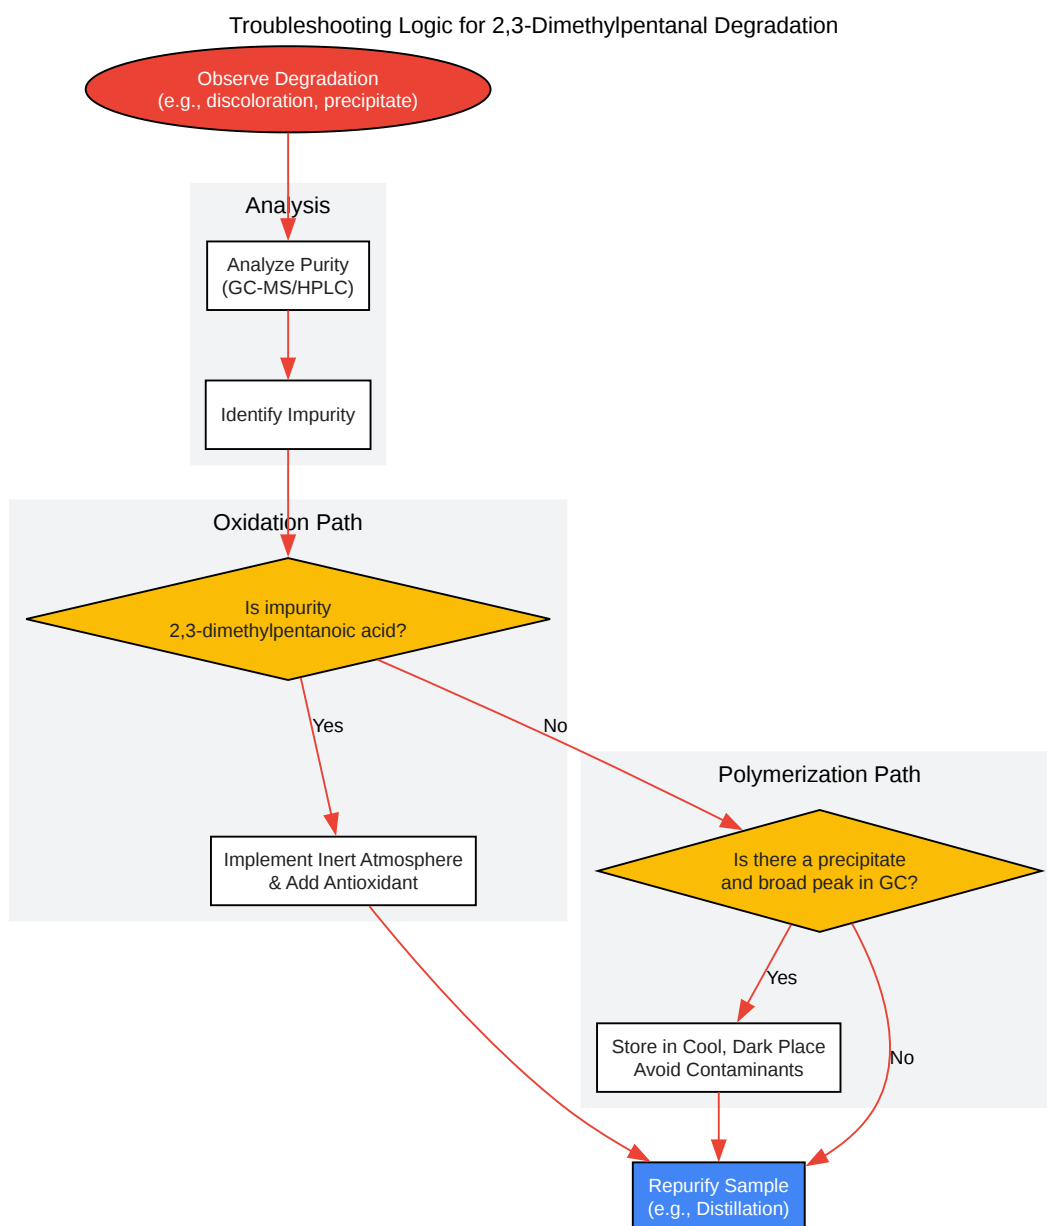 Troubleshooting Logic for 2,3-Dimethylpentanal Degradation
Observe Degradation
(e.g., discoloration, precipitate)
Analysis
Analyze Purity
(GC-MS/HPLC)
Identify Impurity
Oxidation Path
Is impurity
2,3-dimethylpentanoic acid?
Yes
No
Implement Inert Atmosphere
& Add Antioxidant
Polymerization Path
Is there a precipitate
and broad peak in GC?
Yes
No
Store in Cool, Dark Place
Avoid Contaminants
Repurify Sample
(e.g., Distillation)